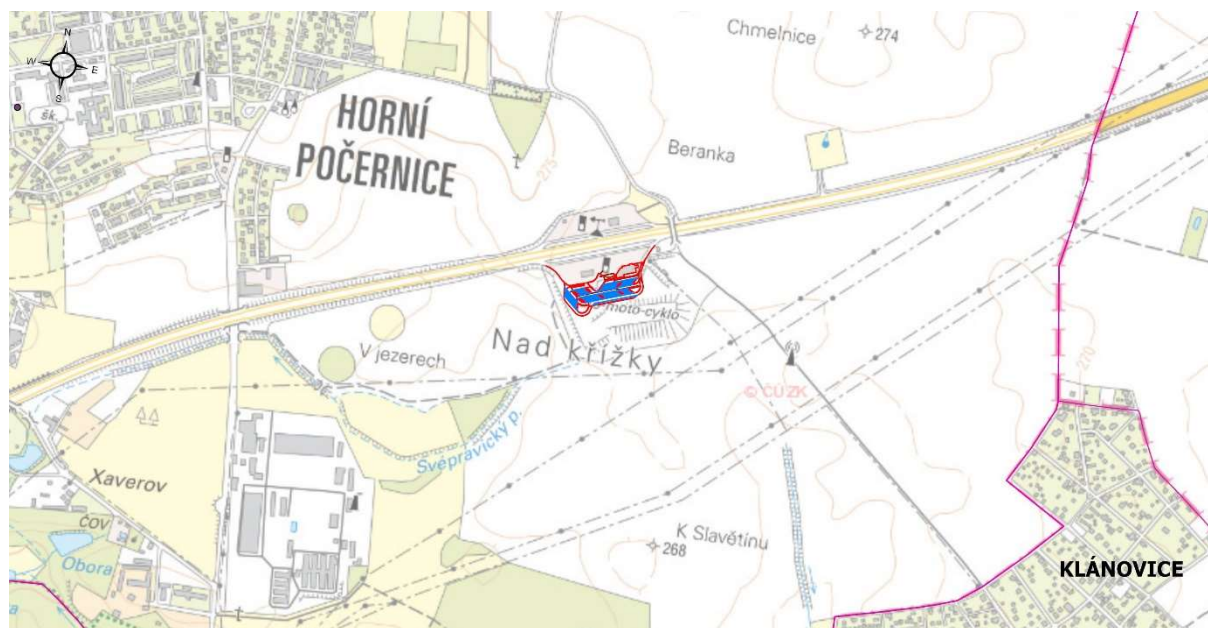 Chmelnice
274
N
W
E
S
šk.
HORNÍ
POČERNICE
275
Beranka
moto-cyklo
V jezerech
Nad křížky
270
© ČÚZK
Svépravický p.
Xaverov
ČOV
Obora
K Slavětínu
268
KLÁNOVICE